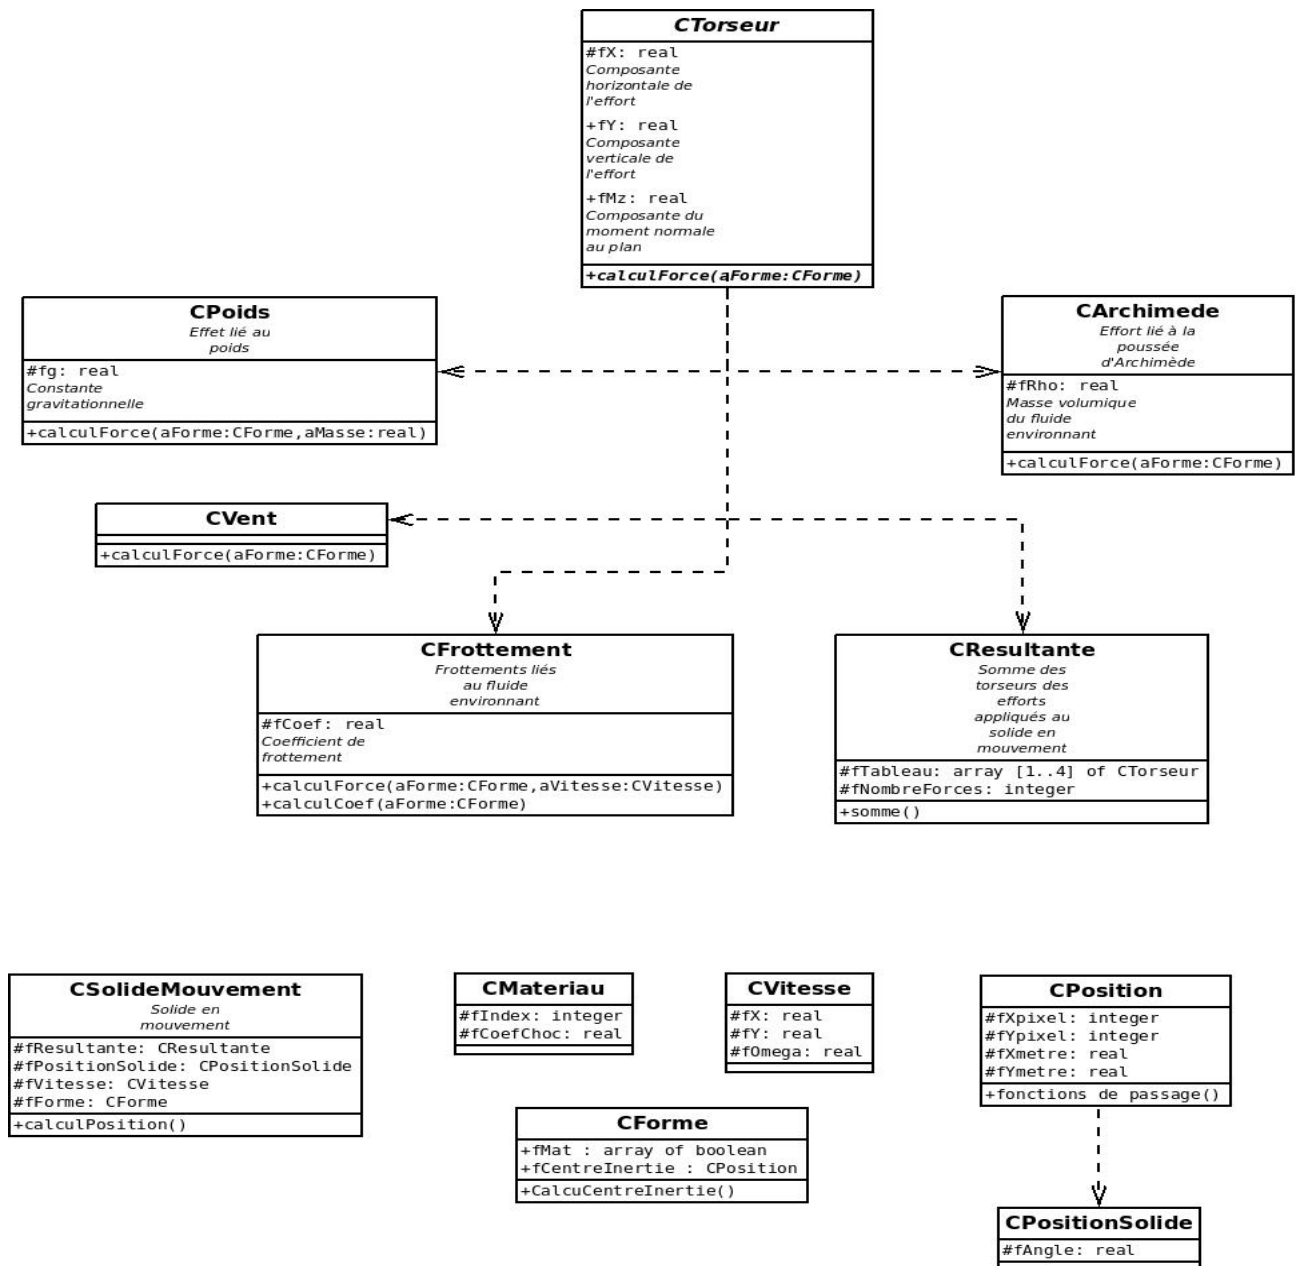 CTorseur
#fX: real
Composante
horizontale de
l'effort
+fY: real
Composante
verticale de
l'effort
+fMz: real
Composante du
moment normale
au plan
+calculForce(aForme:CForme)
CPoids
Effet lié au
poids
#fg: real
Constante
gravitationnelle
+calculForce(aForme:CForme,aMasse:real)
CArchimede
Effort lié à la
poussée
d'Archimède
#fRho: real
Masse volumique
du fluide
environnant
+calculForce(aForme:CForme)
CVent
+calculForce(aForme:CForme)
CFrottement
Frottements liés
au fluide
environnant
#fCoef: real
Coefficient de
frottement
+calculForce(aForme:CForme,aVitesse:CVitesse)
+calculCoef(aForme:CForme)
CResultante
Somme des
torseurs des
efforts
appliqués au
solide en
mouvement
#fTableau: array [1..4] of CTorseur
#fNombreForces: integer
+somme()
CSolideMouvement
Solide en
mouvement
#fResultante: CResultante
#fPositionSolide: CPositionSolide
#fVitesse: CVitesse
#fForme: CForme
+calculPosition()
CMateriau
#fIndex: integer
#fCoefChoc: real
CVitesse
#fX: real
#fY: real
#fOmega: real
CPosition
#fXpixel: integer
#fYpixel: integer
#fXmetre: real
#fYmetre: real
+fonctions de passage()
CForme
+fMat : array of boolean
+fCentreInertie : CPosition
+CalcuCentreInertie()
CPositionSolide
#fAngle: real